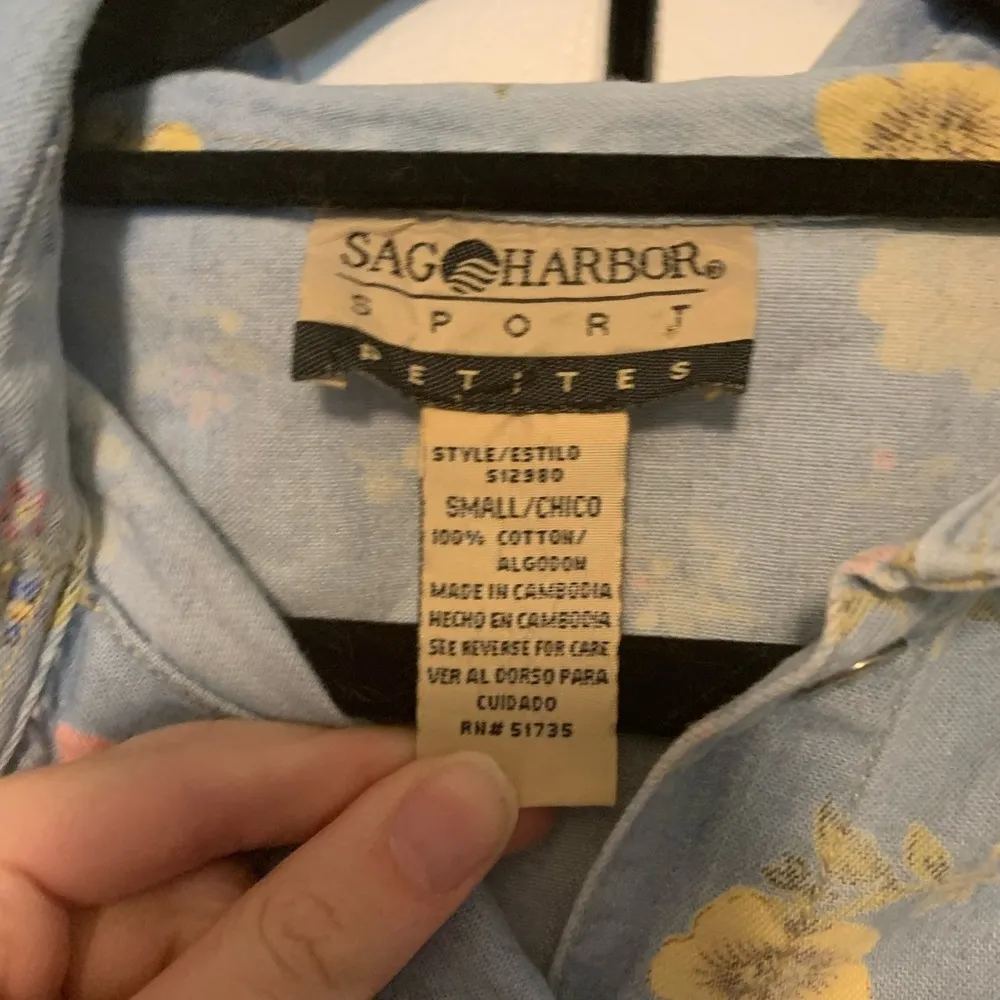 SAG HARBOR®
SPORT
PETITES
STYLE/ESTILO
S12980
SMALL/CHICO
100% COTTON/
ALGODON
MADE IN CAMBODIA
HECHO EN CAMBODIA
SEE REVERSE FOR CARE
VER AL DORSO PARA
CUIDADO
RN# 51735